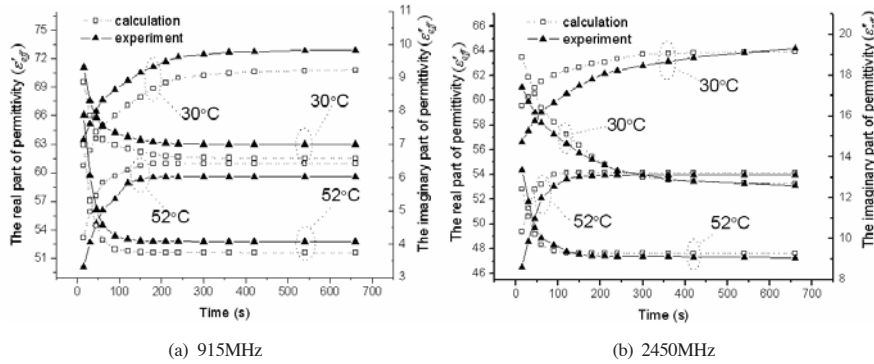 calculation
experiment
30°C
30°C
52°C
52°C
The real part of permittivity (ε′eff)
75
72
69
66
63
60
57
54
51
The imaginary part of permittivity (ε″eff)
11
10
9
8
7
6
5
4
3
0 100 200 300 400 500 600 700
Time (s)
(a) 915MHz
calculation
experiment
30°C
30°C
52°C
52°C
The real part of permittivity (ε′eff)
64
62
60
58
56
54
52
50
48
46
The imaginary part of permittivity (ε″eff)
20
18
16
14
12
10
8
0 100 200 300 400 500 600 700
Time (s)
(b) 2450MHz